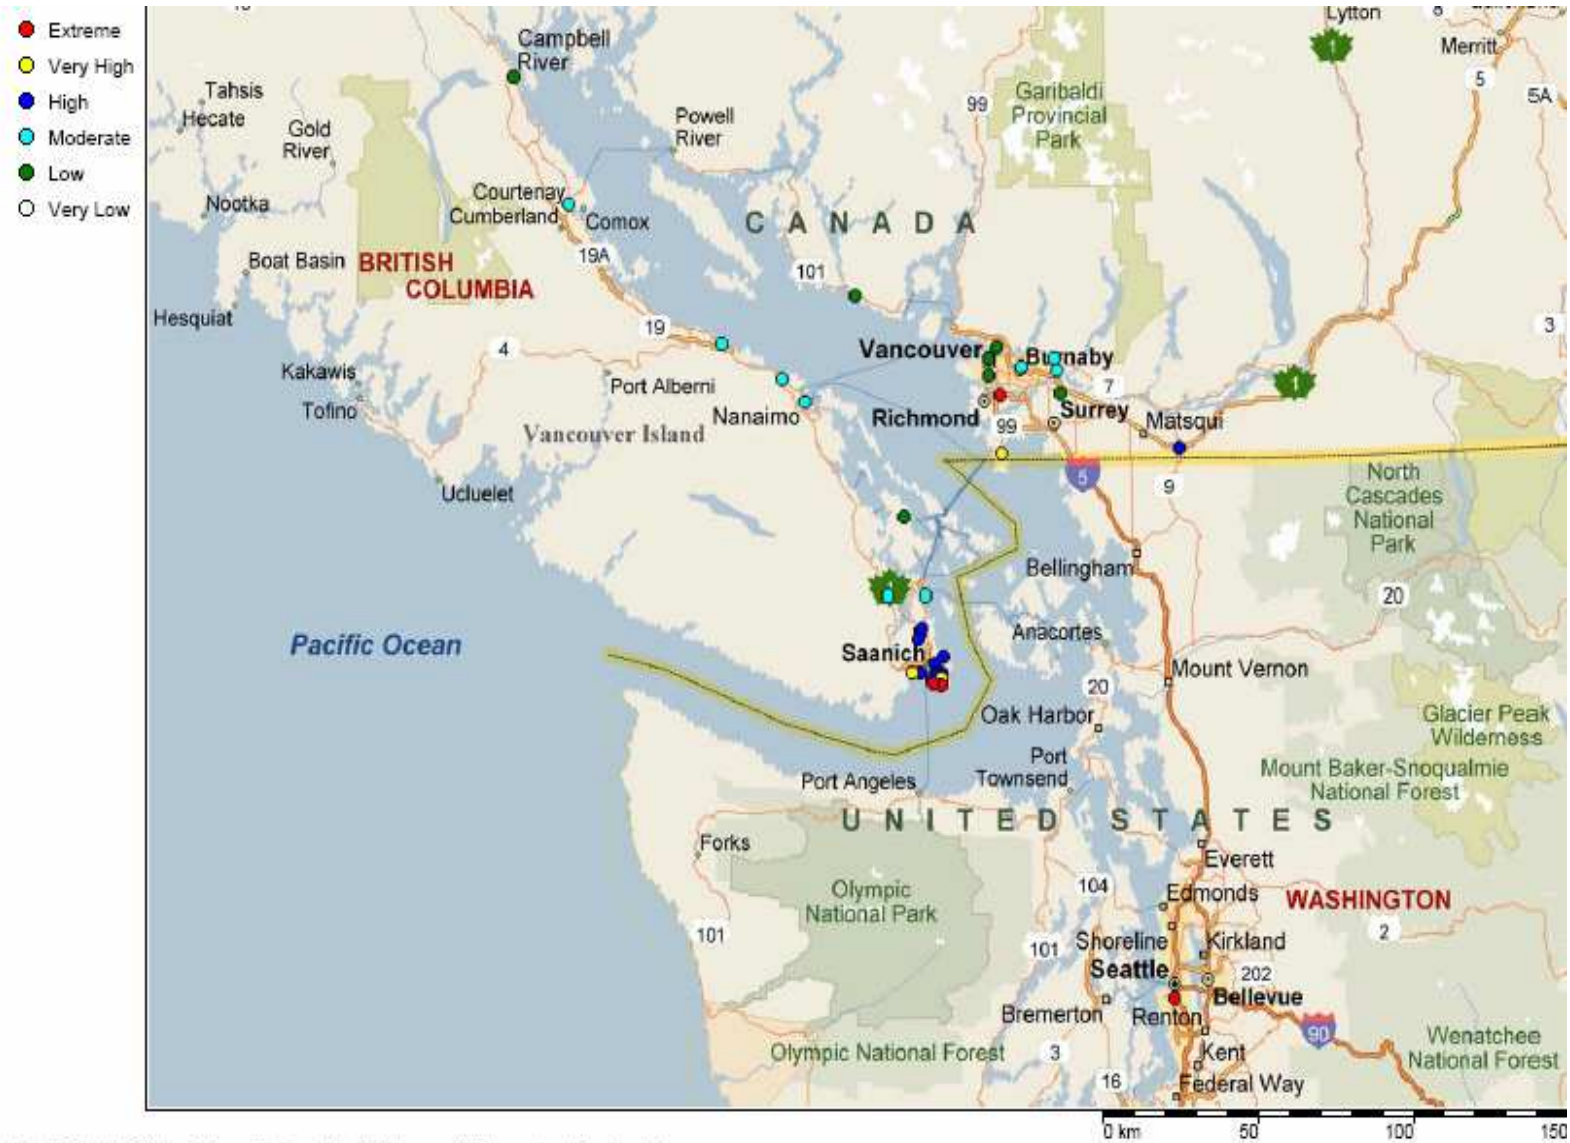 Extreme
Very High
High
Moderate
Low
Very Low
Campbell
River
Lytton
8
Merritt
1
5
5A
Tahsis
Hecate
Gold
River
Powell
River
99
Garibaldi
Provincial
Park
Nootka
Courtenay
Cumberland
Comox
CANADA
Boat Basin
BRITISH
COLUMBIA
19A
101
Hesquiat
19
4
3
Vancouver
Burnaby
Kakawis
Tofino
Port Alberni
Nanaimo
7
1
Richmond
Surrey
99
Matsqui
Vancouver Island
Ucluelet
5
9
North
Cascades
National
Park
Bellingham
20
Pacific Ocean
Anacortes
Saanich
Mount Vernon
20
Oak Harbor
Glacier Peak
Wilderness
Port
Townsend
Mount Baker-Snoqualmie
National Forest
Port Angeles
UNITED STATES
Forks
Everett
Olympic
National Park
104
Edmonds
WASHINGTON
101
101
Shoreline
Kirkland
2
Seattle
202
Bellevue
Bremerton
Renton
90
Olympic National Forest
3
Kent
Wenatchee
National Forest
16
Federal Way
0 km
50
100
150